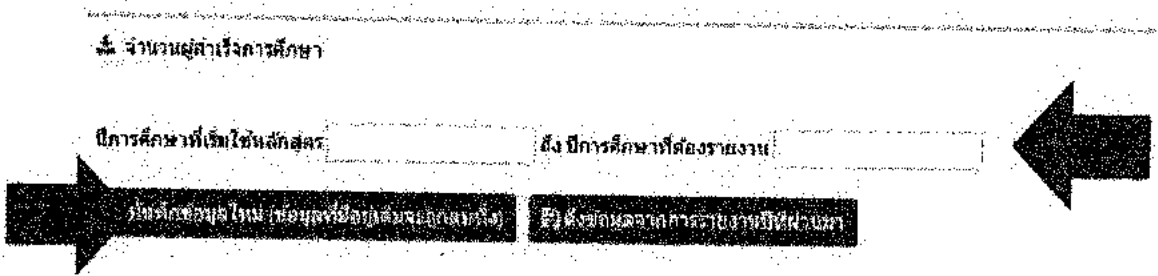 จำนวนผู้สำเร็จการศึกษา
ปีการศึกษาที่เริ่มใช้หลักสูตร ถึง ปีการศึกษาที่ต้องรายงาน
บันทึกข้อมูลใหม่ (ข้อมูลที่มีอยู่เดิมจะถูกลบทิ้ง) ดึงข้อมูลจากการรายงานปีที่ผ่านมา